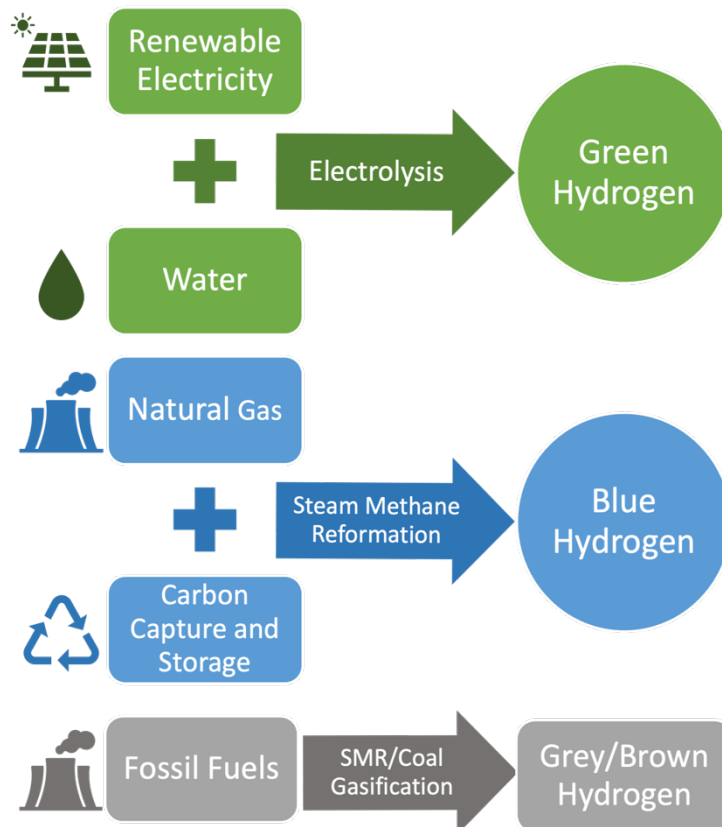 Renewable
Electricity
Electrolysis
Green
Hydrogen
Water
Natural Gas
Steam Methane
Reformation
Blue
Hydrogen
Carbon
Capture and
Storage
Fossil Fuels
SMR/Coal
Gasification
Grey/Brown
Hydrogen